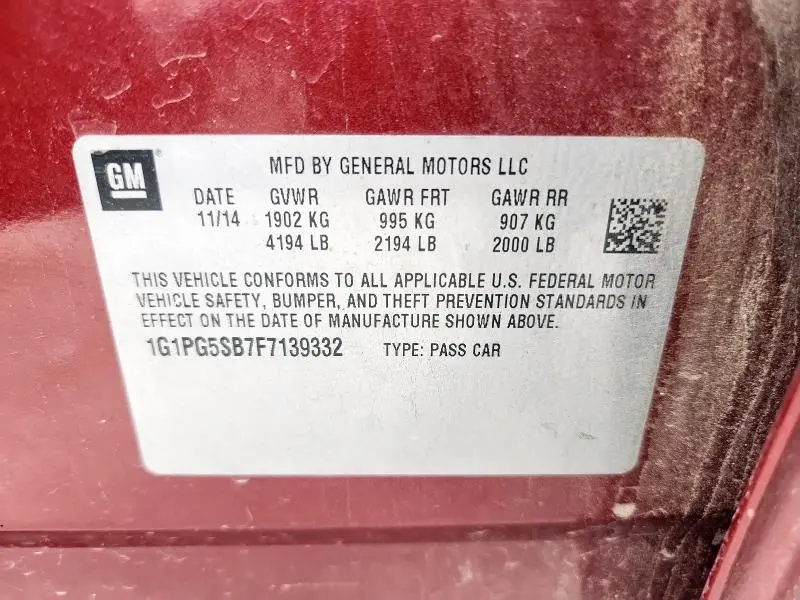 GM
MFD BY GENERAL MOTORS LLC
DATE GVWR GAWR FRT GAWR RR
11/14 1902 KG 995 KG 907 KG
4194 LB 2194 LB 2000 LB
THIS VEHICLE CONFORMS TO ALL APPLICABLE U.S. FEDERAL MOTOR
VEHICLE SAFETY, BUMPER, AND THEFT PREVENTION STANDARDS IN
EFFECT ON THE DATE OF MANUFACTURE SHOWN ABOVE.
1G1PG5SB7F7139332 TYPE: PASS CAR